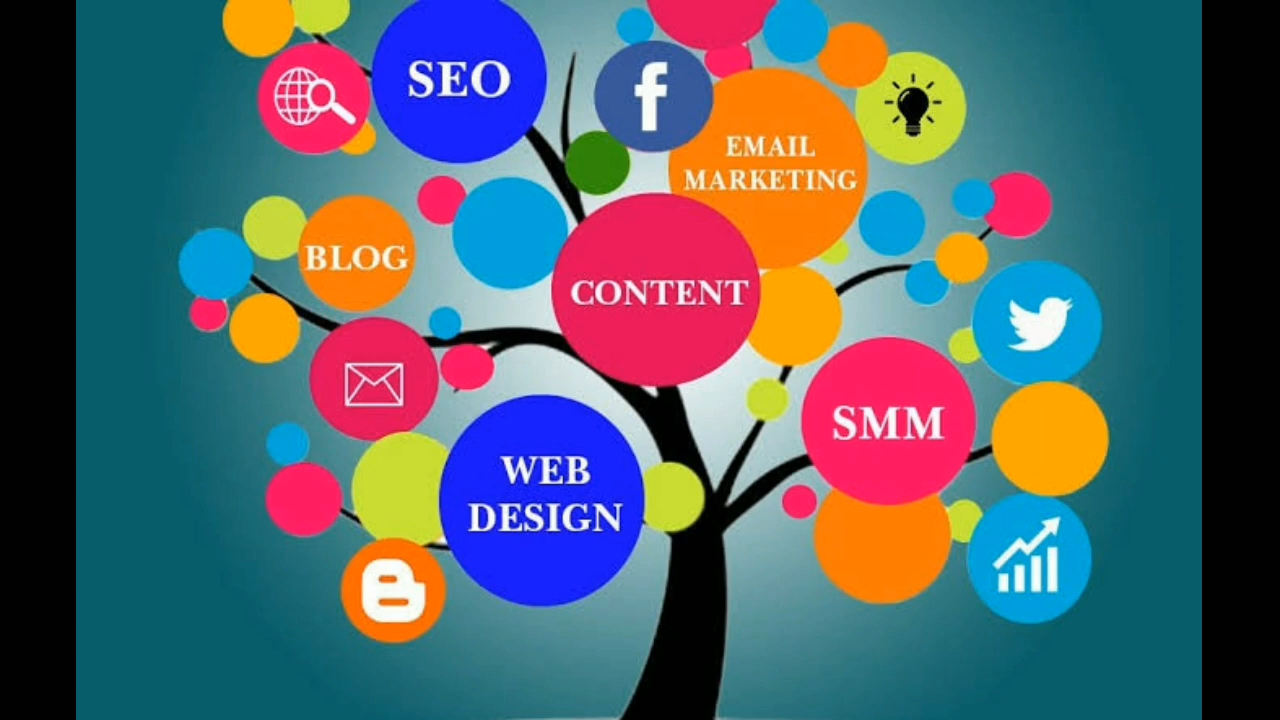 SEO
EMAIL
MARKETING
BLOG
CONTENT
SMM
WEB
DESIGN